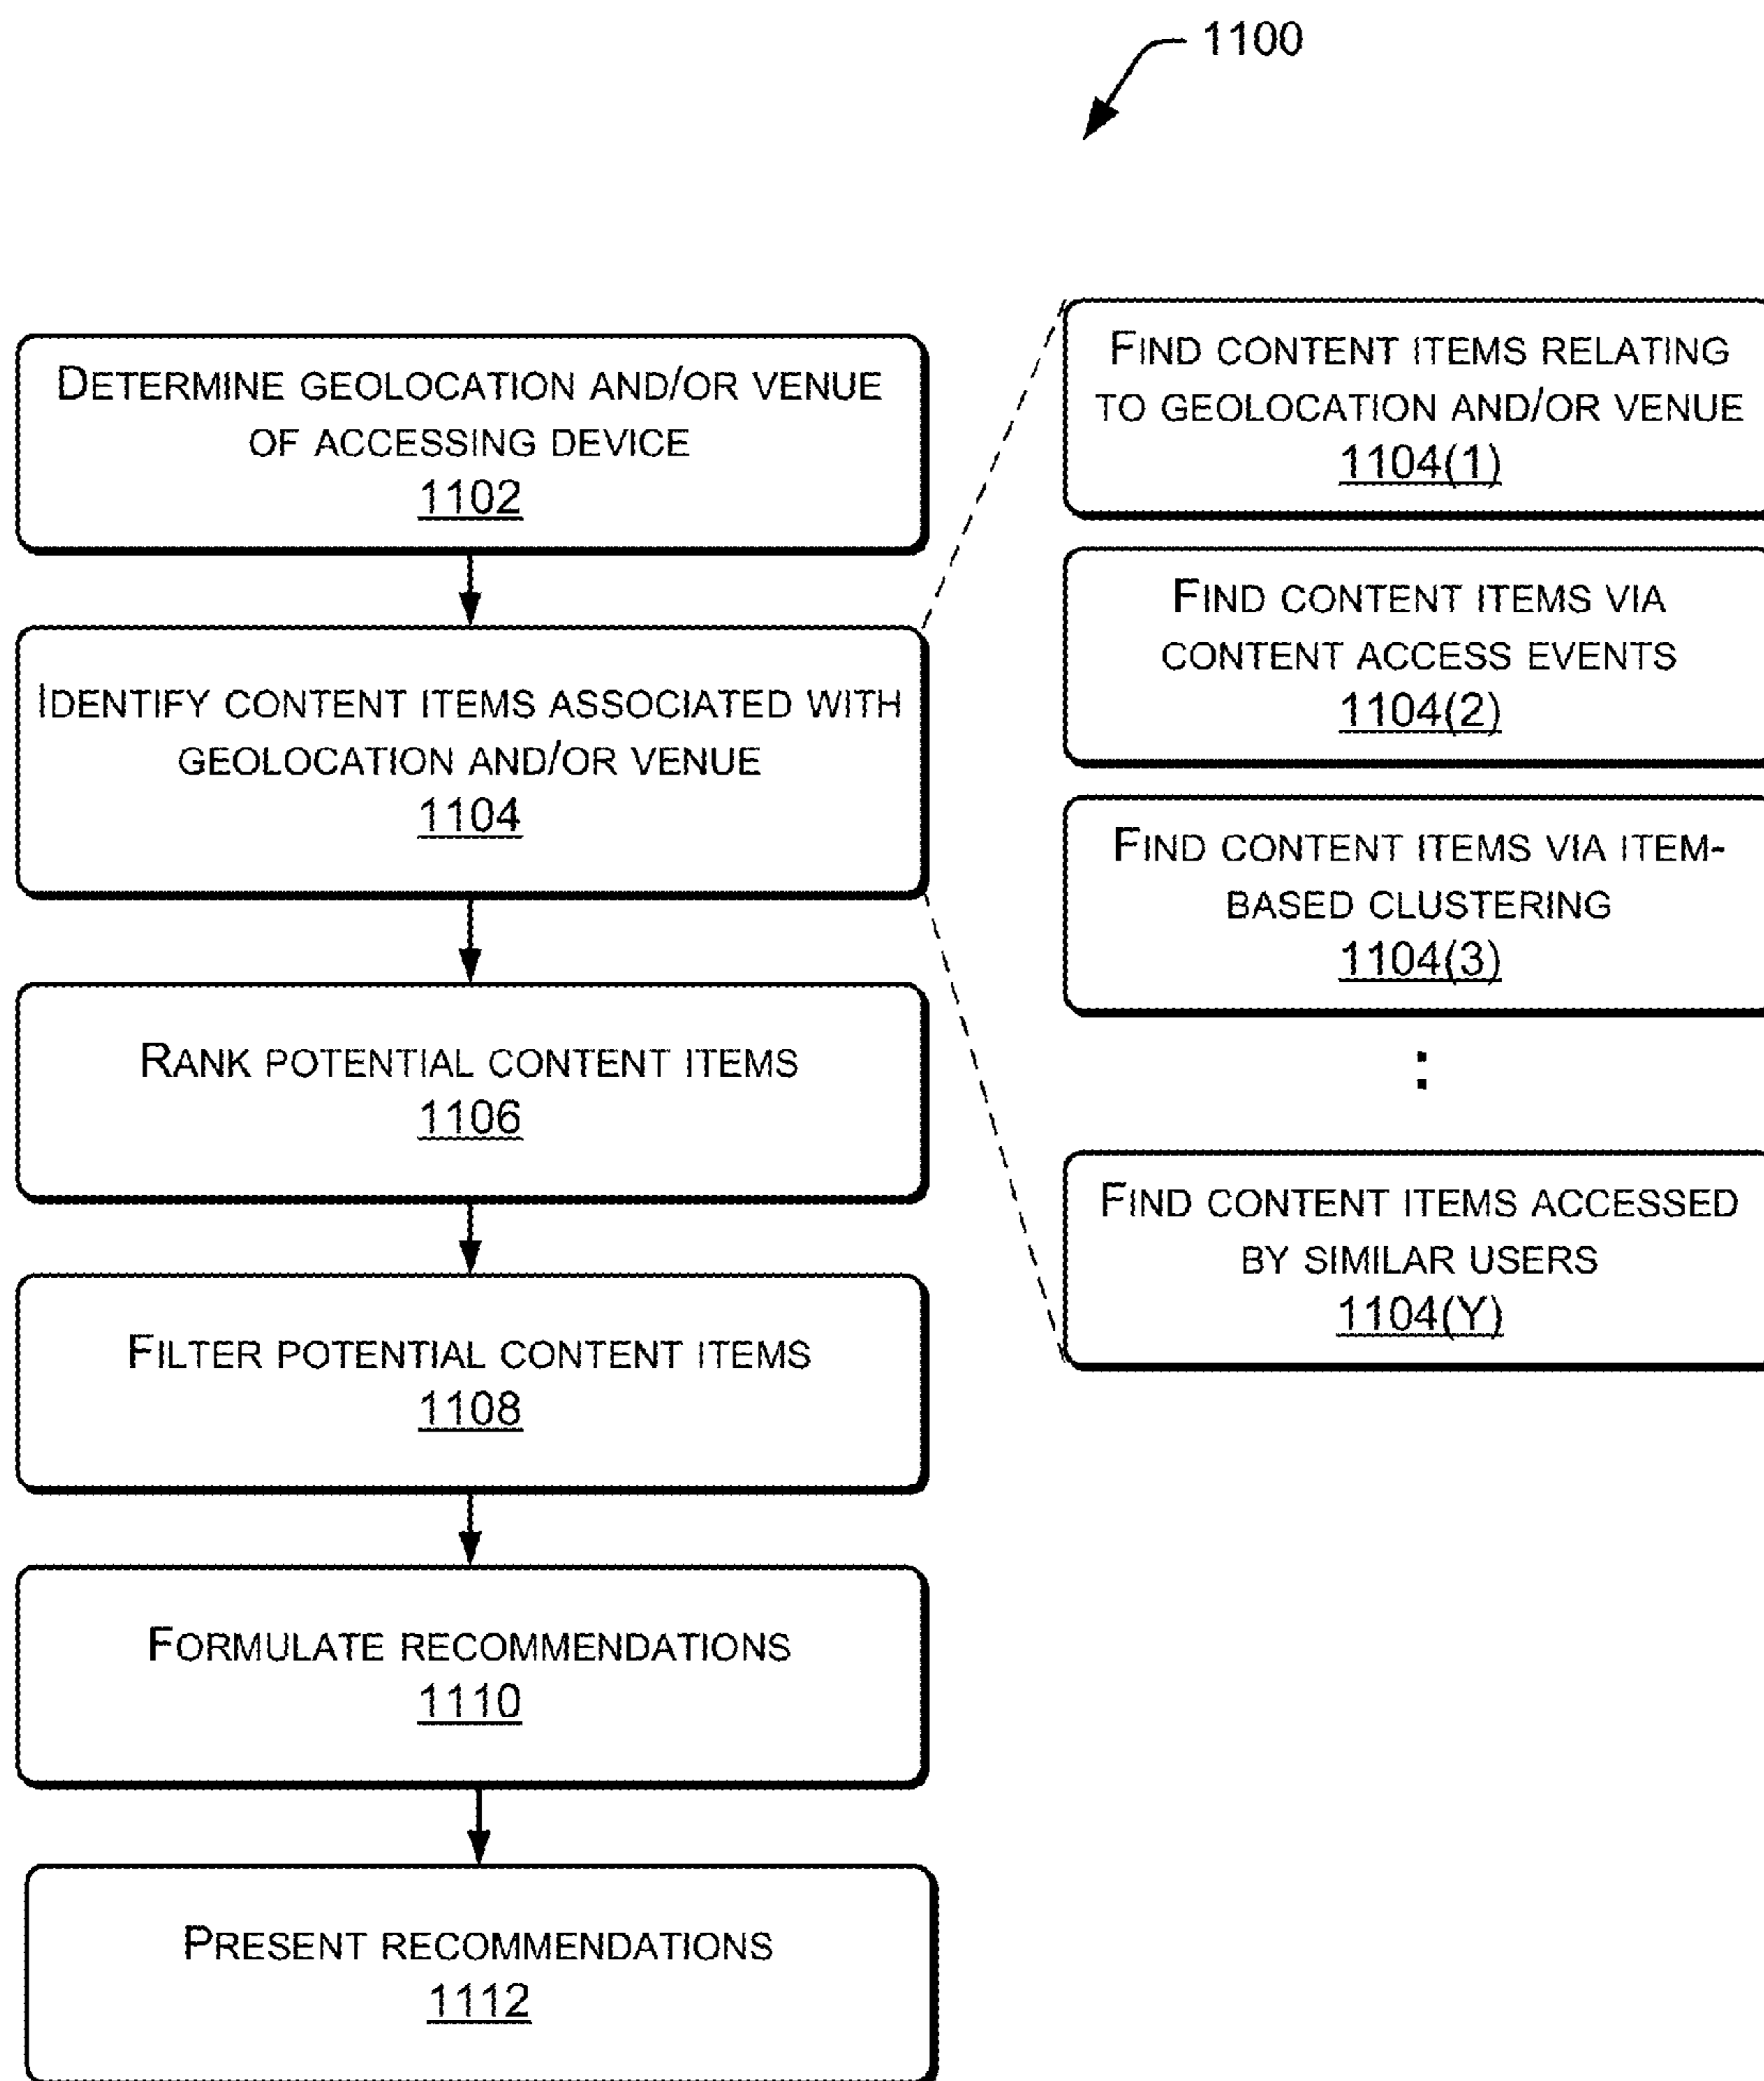 1100
DETERMINE GEOLOCATION AND/OR VENUE
OF ACCESSING DEVICE
1102
IDENTIFY CONTENT ITEMS ASSOCIATED WITH
GEOLOCATION AND/OR VENUE
1104
RANK POTENTIAL CONTENT ITEMS
1106
FILTER POTENTIAL CONTENT ITEMS
1108
FORMULATE RECOMMENDATIONS
1110
PRESENT RECOMMENDATIONS
1112
FIND CONTENT ITEMS RELATING
TO GEOLOCATION AND/OR VENUE
1104(1)
FIND CONTENT ITEMS VIA
CONTENT ACCESS EVENTS
1104(2)
FIND CONTENT ITEMS VIA ITEM-
BASED CLUSTERING
1104(3)
:
FIND CONTENT ITEMS ACCESSED
BY SIMILAR USERS
1104(Y)